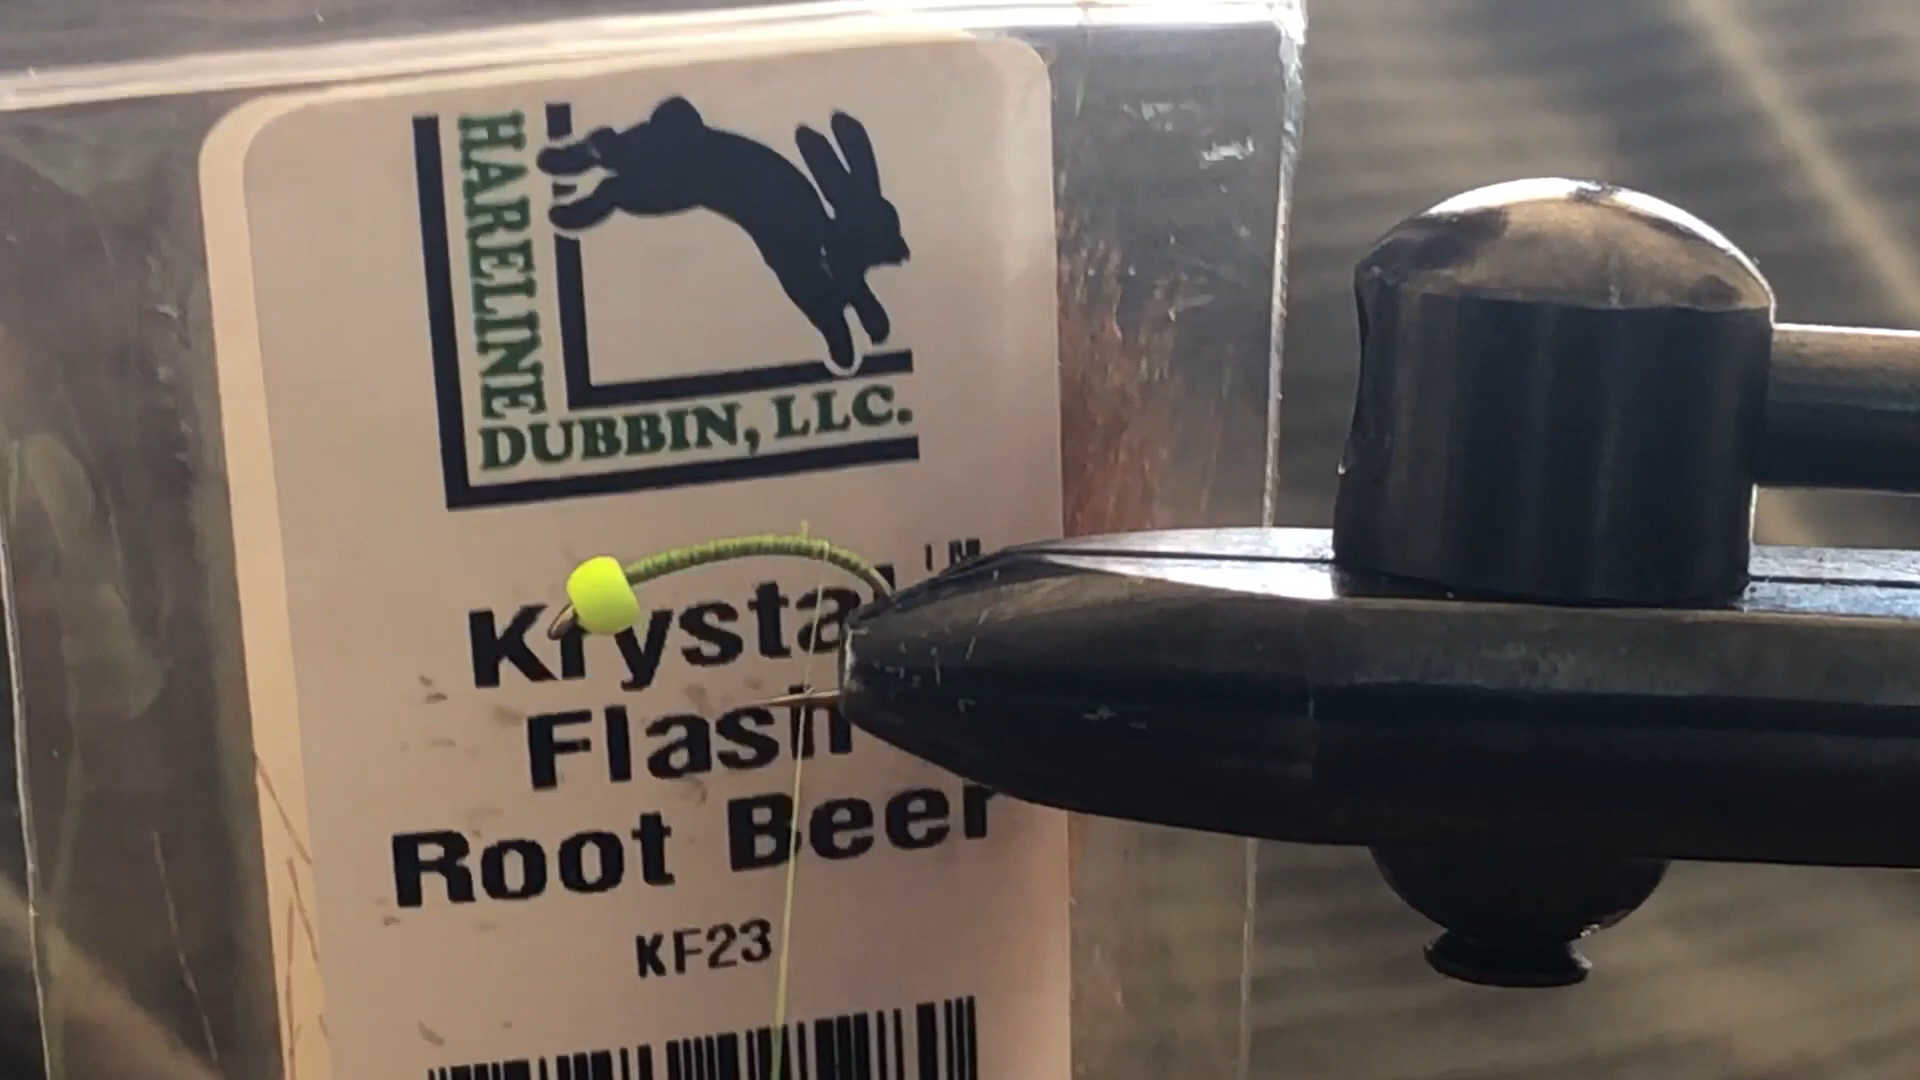 HARELINE
DUBBIN, LLC.
Krystal
Flash
Root Beer
KF23